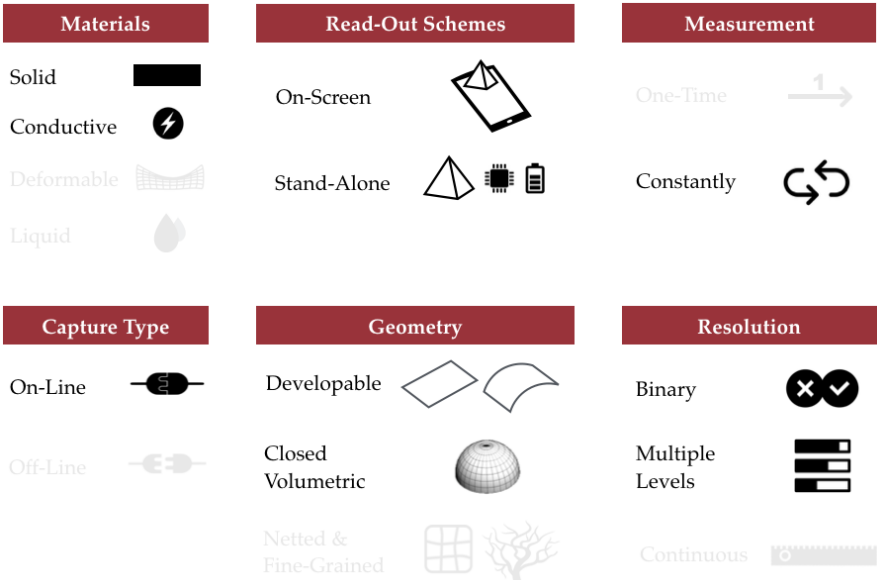 Materials
Solid
Conductive
Deformable
Liquid
Read-Out Schemes
On-Screen
Stand-Alone
Measurement
One-Time
1
Constantly
Capture Type
On-Line
Off-Line
Geometry
Developable
Closed
Volumetric
Netted &
Fine-Grained
Resolution
Binary
Multiple
Levels
Continuous